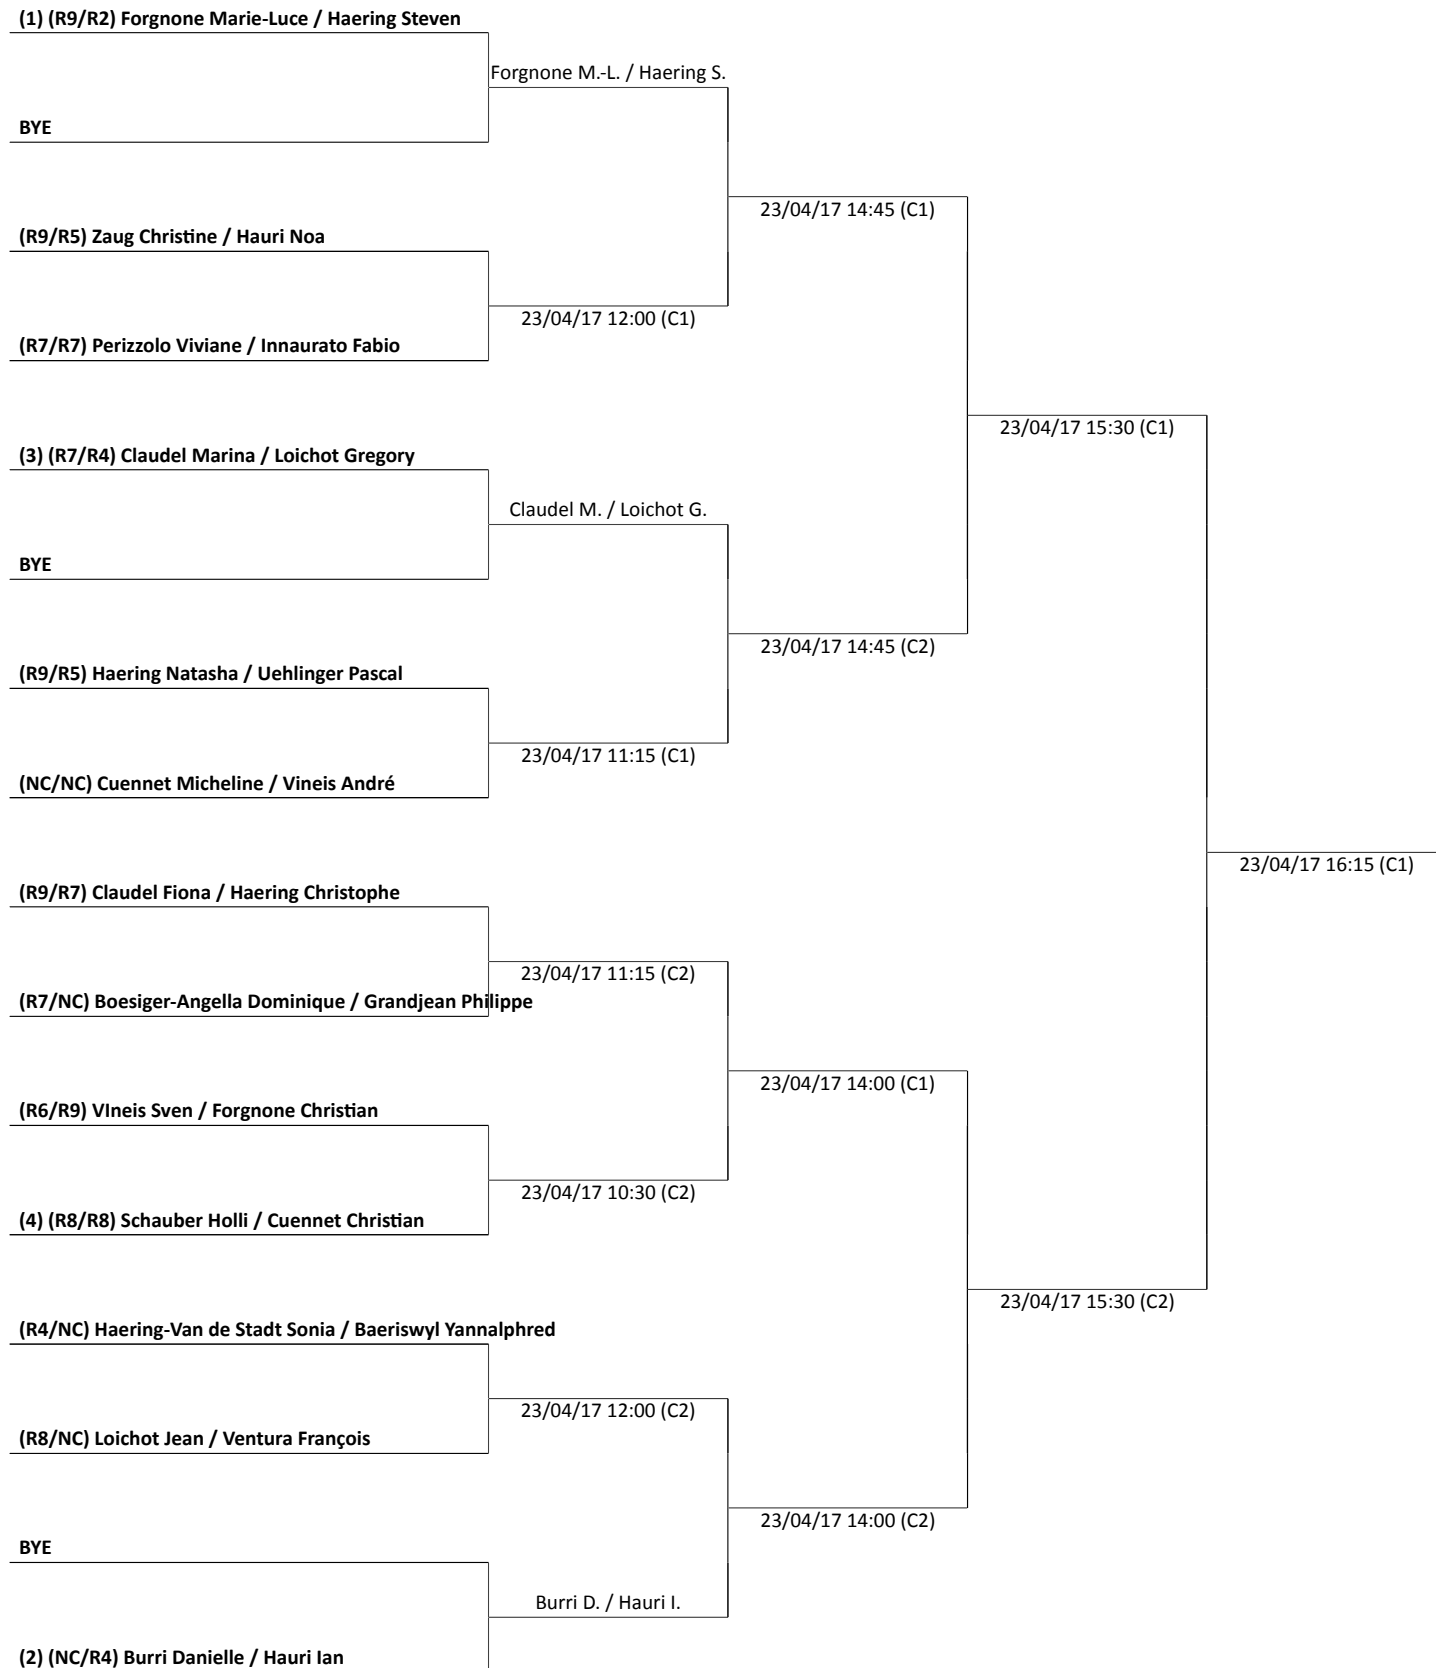 (1) (R9/R2) Forgnone Marie-Luce / Haering Steven
Forgnone M.-L. / Haering S.
BYE
23/04/17 14:45 (C1)
(R9/R5) Zaug Christine / Hauri Noa
23/04/17 12:00 (C1)
(R7/R7) Perizzolo Viviane / Innaurato Fabio
23/04/17 15:30 (C1)
(3) (R7/R4) Claudel Marina / Loichot Gregory
Claudel M. / Loichot G.
BYE
23/04/17 14:45 (C2)
(R9/R5) Haering Natasha / Uehlinger Pascal
23/04/17 11:15 (C1)
(NC/NC) Cuennet Micheline / Vineis André
23/04/17 16:15 (C1)
(R9/R7) Claudel Fiona / Haering Christophe
23/04/17 11:15 (C2)
(R7/NC) Boesiger-Angella Dominique / Grandjean Philippe
23/04/17 14:00 (C1)
(R6/R9) VIneis Sven / Forgnone Christian
23/04/17 10:30 (C2)
(4) (R8/R8) Schauber Holli / Cuennet Christian
23/04/17 15:30 (C2)
(R4/NC) Haering-Van de Stadt Sonia / Baeriswyl Yannalphred
23/04/17 12:00 (C2)
(R8/NC) Loichot Jean / Ventura François
23/04/17 14:00 (C2)
BYE
Burri D. / Hauri I.
(2) (NC/R4) Burri Danielle / Hauri Ian